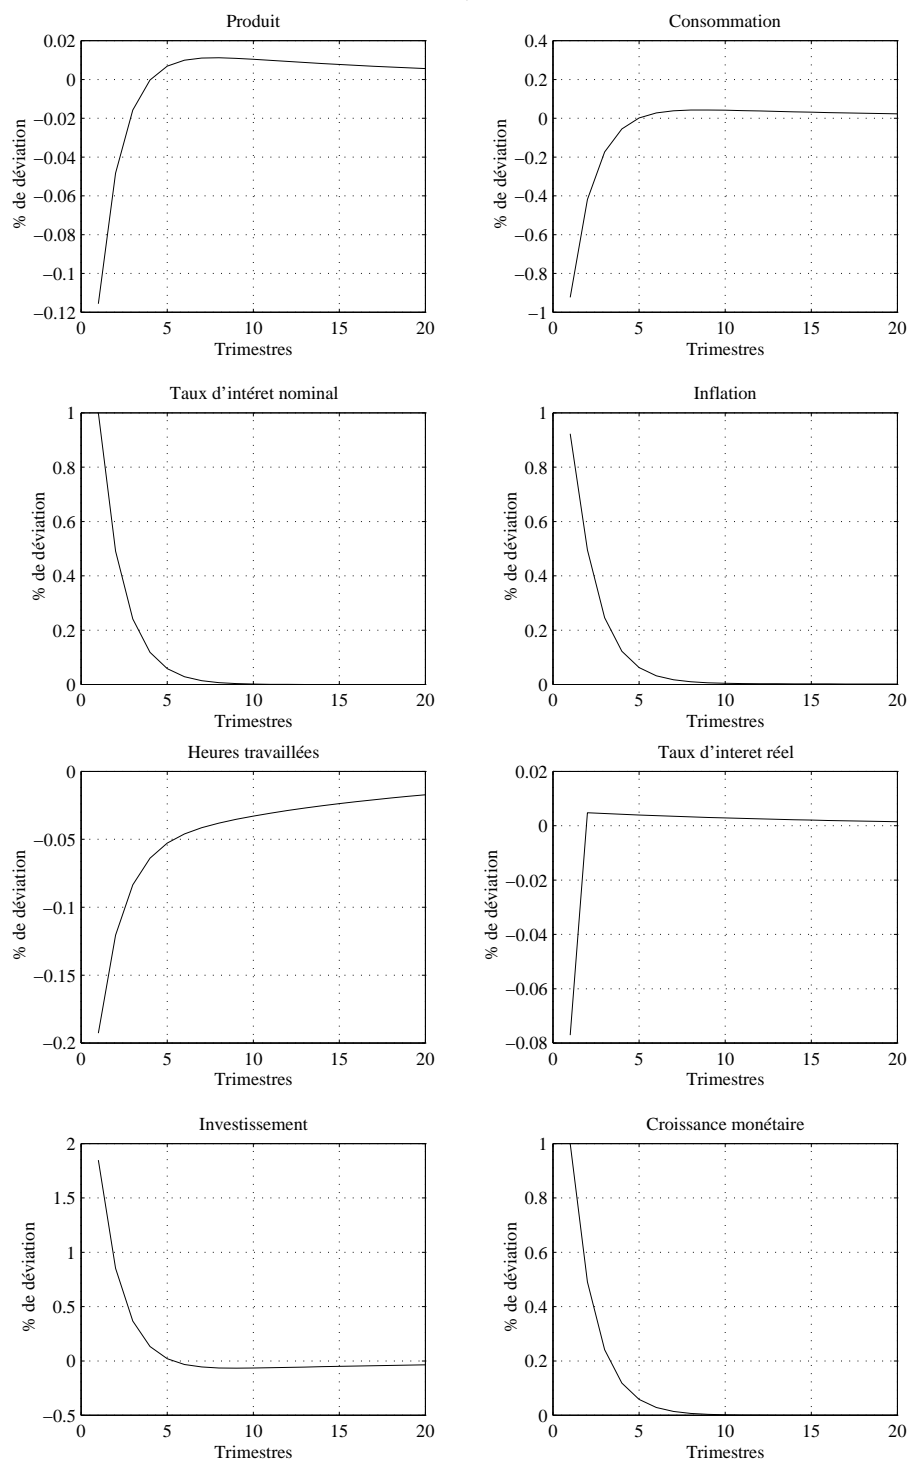 Produit
0.02
0
−0.02
−0.04
−0.06
−0.08
−0.1
−0.12
% de déviation
0 5 10 15 20
Trimestres
Consommation
0.4
0.2
0
−0.2
−0.4
−0.6
−0.8
−1
% de déviation
0 5 10 15 20
Trimestres
Taux d'intéret nominal
1
0.8
0.6
0.4
0.2
0
% de déviation
0 5 10 15 20
Trimestres
Inflation
1
0.8
0.6
0.4
0.2
0
% de déviation
0 5 10 15 20
Trimestres
Heures travaillées
0
−0.05
−0.1
−0.15
−0.2
% de déviation
0 5 10 15 20
Trimestres
Taux d'interet réel
0.02
0
−0.02
−0.04
−0.06
−0.08
% de déviation
0 5 10 15 20
Trimestres
Investissement
2
1.5
1
0.5
0
−0.5
% de déviation
0 5 10 15 20
Trimestres
Croissance monétaire
1
0.8
0.6
0.4
0.2
0
% de déviation
0 5 10 15 20
Trimestres